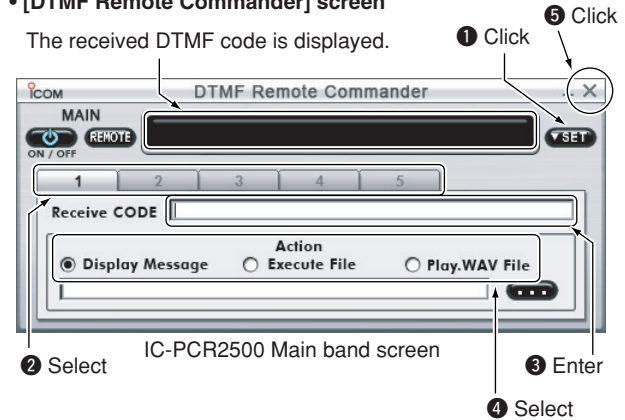 • [DTMF Remote Commander] screen
❺ Click
The received DTMF code is displayed.
❶ Click
ICOM
DTMF Remote Commander
MAIN
REMOTE
▼SET
ON / OFF
1 2 3 4 5
Receive CODE
Action
Display Message
Execute File
Play.WAV File
...
❷ Select
IC-PCR2500 Main band screen
❸ Enter
❹ Select